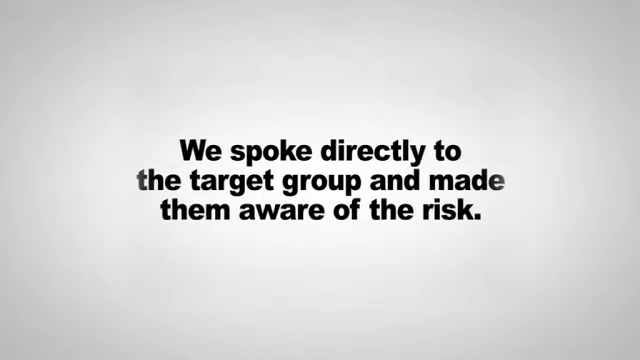 We spoke directly to
the target group and made
them aware of the risk.